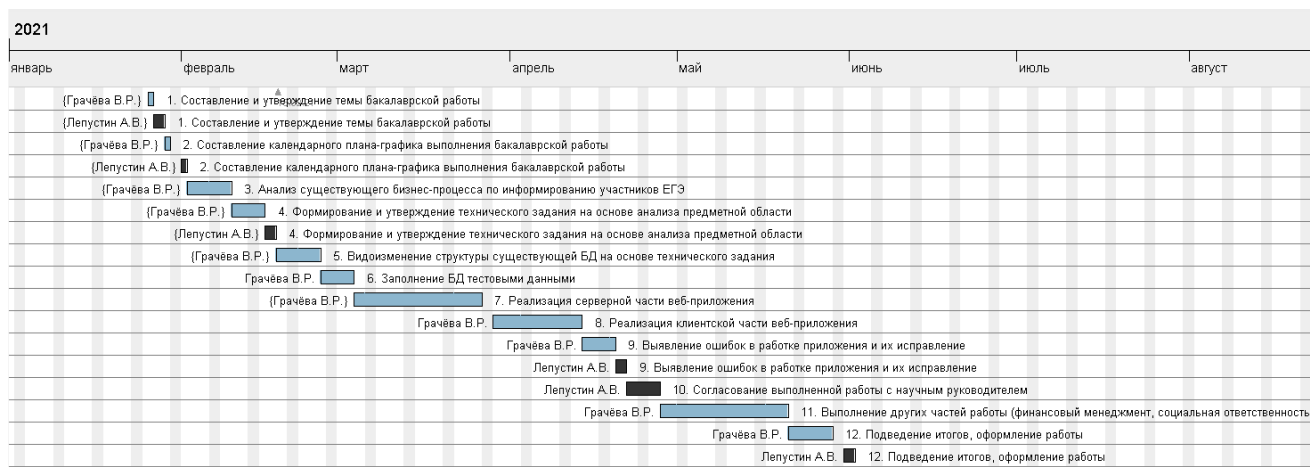 2021
январь февраль март апрель май июнь июль август
{Грачёва В.Р.} 1. Составление и утверждение темы бакалаврской работы
{Лепустин А.В.} 1. Составление и утверждение темы бакалаврской работы
{Грачёва В.Р.} 2. Составление календарного плана-графика выполнения бакалаврской работы
{Лепустин А.В.} 2. Составление календарного плана-графика выполнения бакалаврской работы
{Грачёва В.Р.} 3. Анализ существующего бизнес-процесса по информированию участников ЕГЭ
{Грачёва В.Р.} 4. Формирование и утверждение технического задания на основе анализа предметной области
{Лепустин А.В.} 4. Формирование и утверждение технического задания на основе анализа предметной области
{Грачёва В.Р.} 5. Видоизменение структуры существующей БД на основе технического задания
Грачёва В.Р. 6. Заполнение БД тестовыми данными
{Грачёва В.Р.} 7. Реализация серверной части веб-приложения
Грачёва В.Р. 8. Реализация клиентской части веб-приложения
Грачёва В.Р. 9. Выявление ошибок в работе приложения и их исправление
Лепустин А.В. 9. Выявление ошибок в работе приложения и их исправление
Лепустин А.В. 10. Согласование выполненной работы с научным руководителем
Грачёва В.Р. 11. Выполнение других частей работы (финансовый менеджмент, социальная ответственность
Грачёва В.Р. 12. Подведение итогов, оформление работы
Лепустин А.В. 12. Подведение итогов, оформление работы